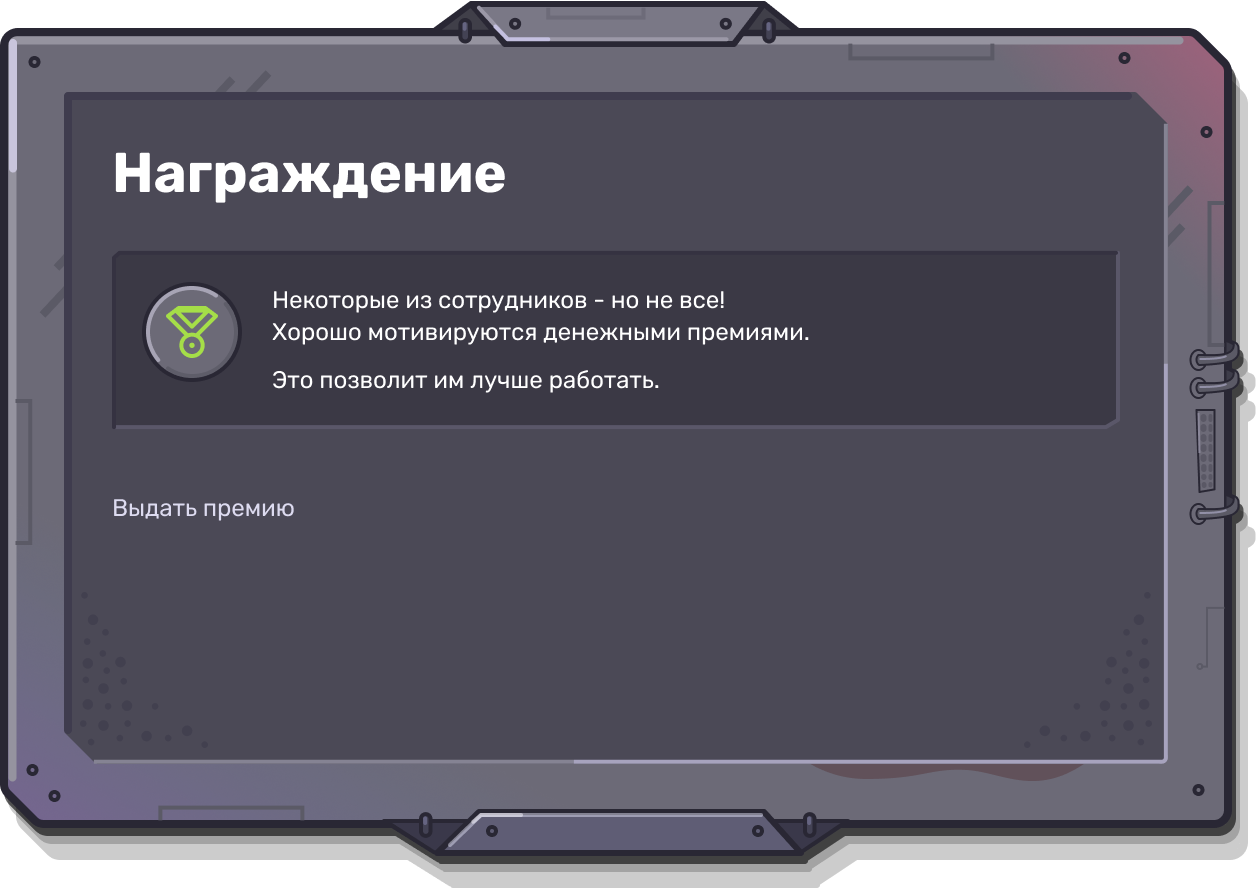 Награждение
Некоторые из сотрудников - но не все!
Хорошо мотивируются денежными премиями.
Это позволит им лучше работать.
Выдать премию